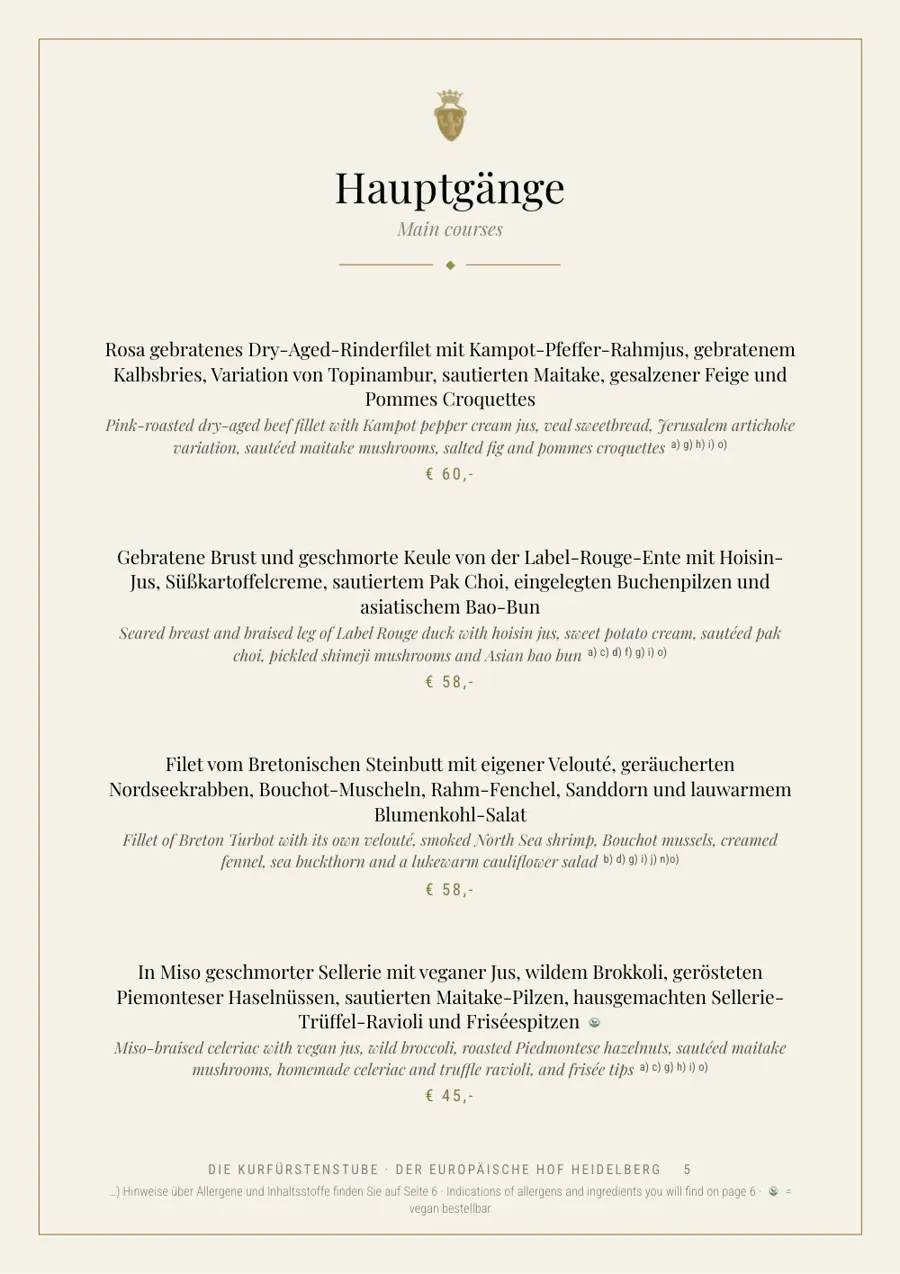 Hauptgänge
Main courses
Rosa gebratenes Dry-Aged-Rinderfilet mit Kampot-Pfeffer-Rahmjus, gebratenem
Kalbsbries, Variation von Topinambur, sautierten Maitake, gesalzener Feige und
Pommes Croquettes
Pink-roasted dry-aged beef fillet with Kampot pepper cream jus, veal sweetbread, Jerusalem artichoke
variation, sautéed maitake mushrooms, salted fig and pommes croquettes a) g) h) i) o)
€ 60,-
Gebratene Brust und geschmorte Keule von der Label-Rouge-Ente mit Hoisin-
Jus, Süßkartoffelcreme, sautiertem Pak Choi, eingelegten Buchenpilzen und
asiatischem Bao-Bun
Seared breast and braised leg of Label Rouge duck with hoisin jus, sweet potato cream, sautéed pak
choi, pickled shimeji mushrooms and Asian bao bun a) c) d) f) g) i) o)
€ 58,-
Filet vom Bretonischen Steinbutt mit eigener Velouté, geräucherten
Nordseekrabben, Bouchot-Muscheln, Rahm-Fenchel, Sanddorn und lauwarmem
Blumenkohl-Salat
Fillet of Breton Turbot with its own velouté, smoked North Sea shrimp, Bouchot mussels, creamed
fennel, sea buckthorn and a lukewarm cauliflower salad b) d) g) i) j) n)o)
€ 58,-
In Miso geschmorter Sellerie mit veganer Jus, wildem Brokkoli, gerösteten
Piemonteser Haselnüssen, sautierten Maitake-Pilzen, hausgemachten Sellerie-
Trüffel-Ravioli und Friséespitzen
Miso-braised celeriac with vegan jus, wild broccoli, roasted Piedmontese hazelnuts, sautéed maitake
mushrooms, homemade celeriac and truffle ravioli, and frisée tips a) c) g) h) i) o)
€ 45,-
DIE KURFÜRSTENSTUBE · DER EUROPÄISCHE HOF HEIDELBERG 5
...) Hinweise über Allergene und Inhaltsstoffe finden Sie auf Seite 6 · Indications of allergens and ingredients you will find on page 6 · =
vegan bestellbar